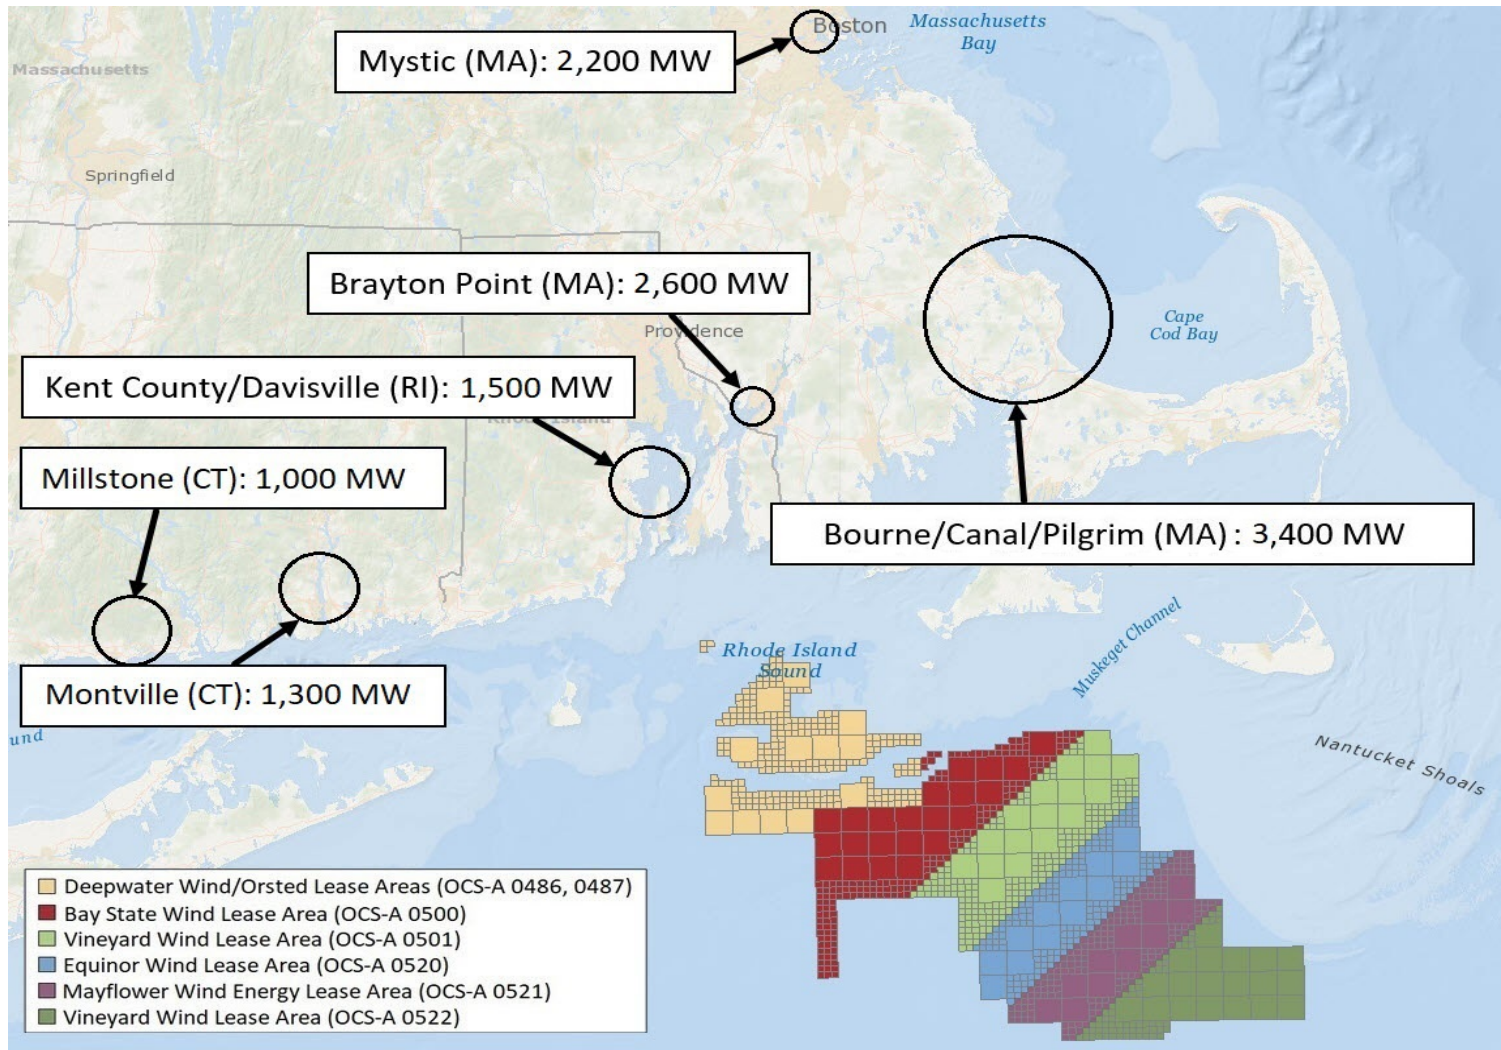 Boston
Massachusetts
Bay
Mystic (MA): 2,200 MW
Massachusetts
Springfield
Brayton Point (MA): 2,600 MW
Providence
Cape
Cod Bay
Kent County/Davisville (RI): 1,500 MW
Rhode Island
Millstone (CT): 1,000 MW
Bourne/Canal/Pilgrim (MA) : 3,400 MW
Montville (CT): 1,300 MW
Rhode Island
Sound
Muskeget Channel
und
Nantucket Shoals
Deepwater Wind/Orsted Lease Areas (OCS-A 0486, 0487)
Bay State Wind Lease Area (OCS-A 0500)
Vineyard Wind Lease Area (OCS-A 0501)
Equinor Wind Lease Area (OCS-A 0520)
Mayflower Wind Energy Lease Area (OCS-A 0521)
Vineyard Wind Lease Area (OCS-A 0522)